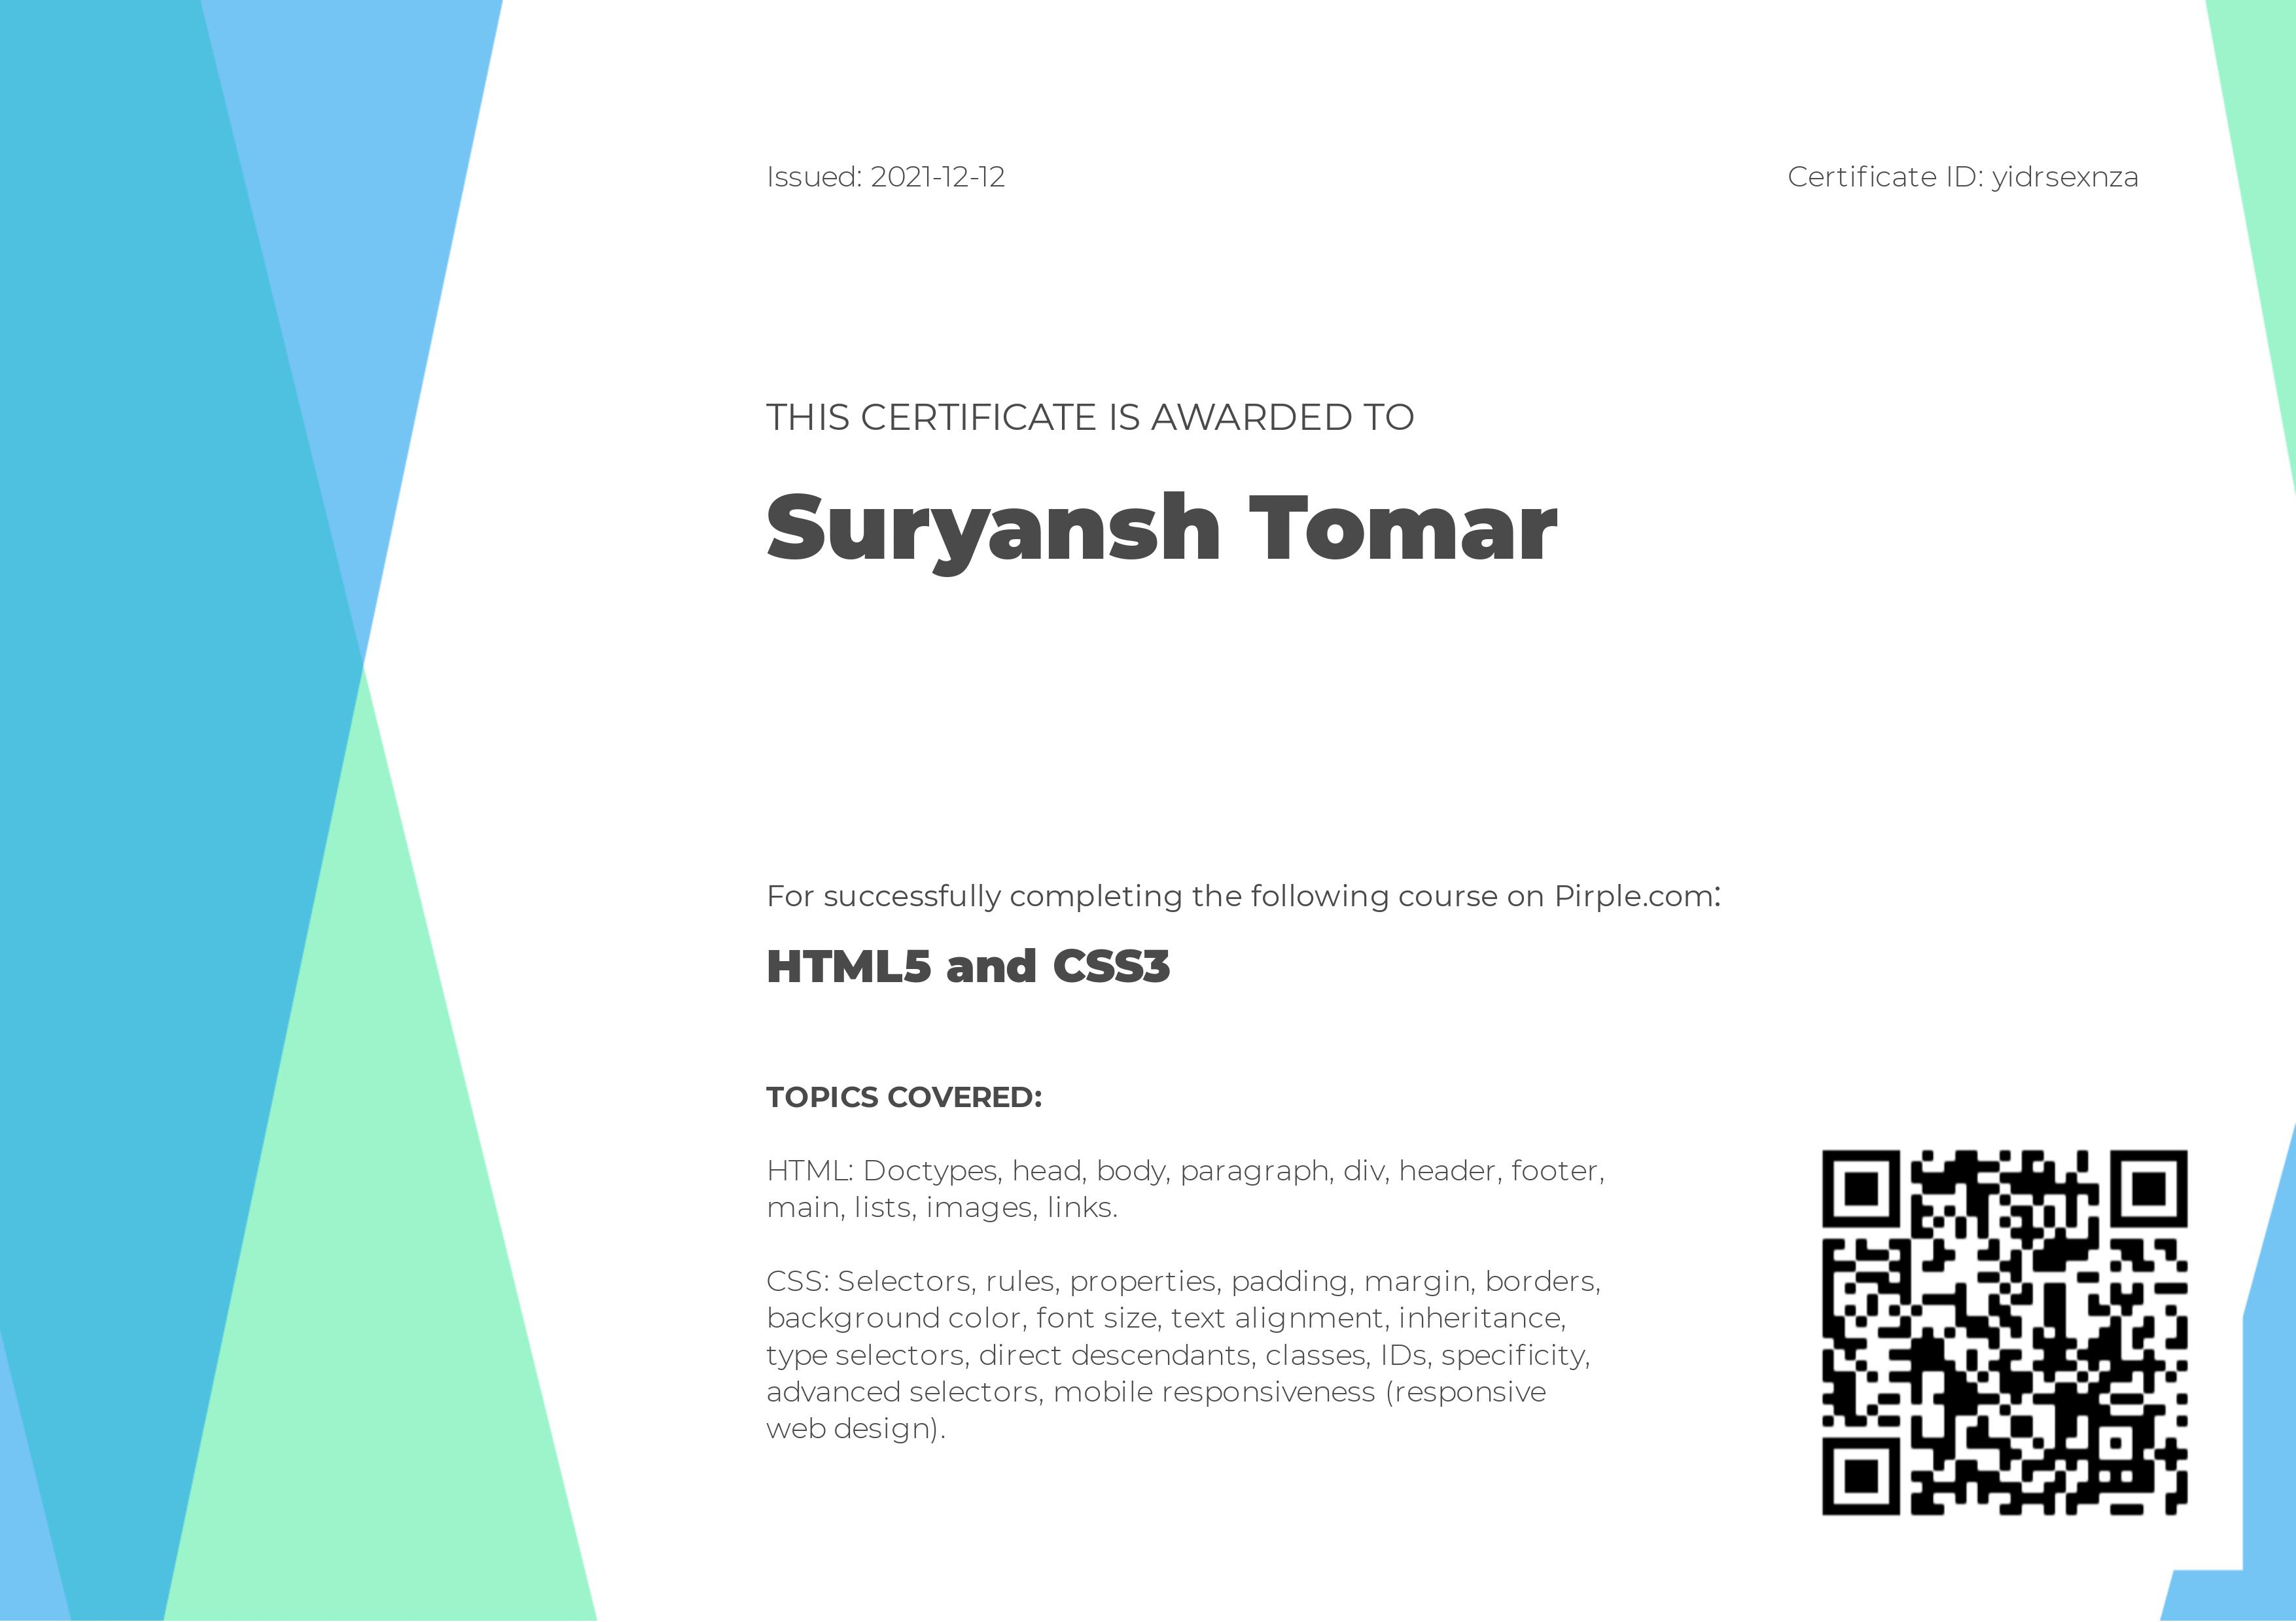 Issued: 2021-12-12
Certificate ID: yidrsexnza
THIS CERTIFICATE IS AWARDED TO
Suryansh Tomar
For successfully completing the following course on Pirple.com:
HTML5 and CSS3
TOPICS COVERED:
HTML: Doctypes, head, body, paragraph, div, header, footer,
main, lists, images, links.
CSS: Selectors, rules, properties, padding, margin, borders,
background color, font size, text alignment, inheritance,
type selectors, direct descendants, classes, IDs, specificity,
advanced selectors, mobile responsiveness (responsive
web design).